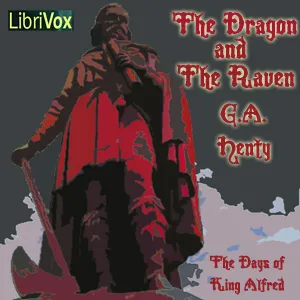 LibriVox
The Dragon
and
The Raven
G.A.
Henty
The Days of
King Alfred